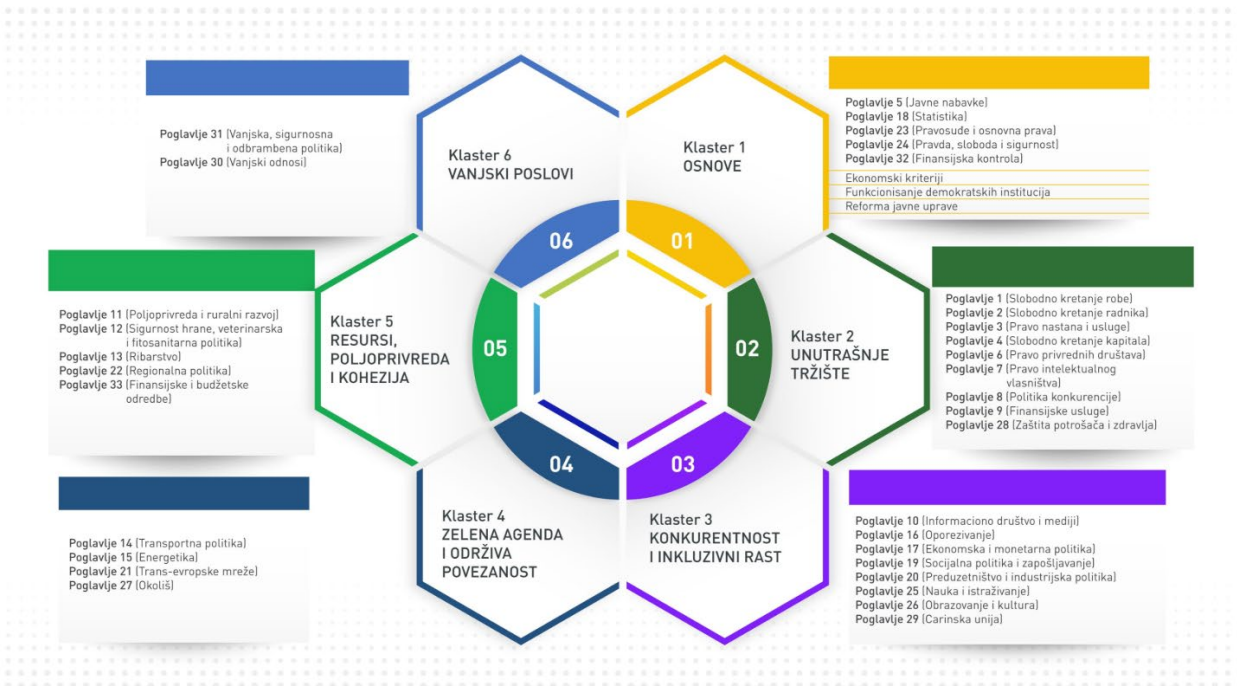 Klaster 6
VANJSKI POSLOVI
06
Poglavlje 31 (Vanjska, sigurnosna
i odbrambena politika)
Poglavlje 30 (Vanjski odnosi)
Klaster 1
OSNOVE
01
Poglavlje 5 (Javne nabavke)
Poglavlje 18 (Statistika)
Poglavlje 23 (Pravosuđe i osnovna prava)
Poglavlje 24 (Pravda, sloboda i sigurnost)
Poglavlje 32 (Finansijska kontrola)
Ekonomski kriteriji
Funkcionisanje demokratskih institucija
Reforma javne uprave
Klaster 5
RESURSI,
POLJOPRIVREDA
I KOHEZIJA
05
Poglavlje 11 (Poljoprivreda i ruralni razvoj)
Poglavlje 12 (Sigurnost hrane, veterinarska
i fitosanitarna politika)
Poglavlje 13 (Ribarstvo)
Poglavlje 22 (Regionalna politika)
Poglavlje 33 (Finansijske i budžetske
odredbe)
Klaster 2
UNUTRAŠNJE
TRŽIŠTE
02
Poglavlje 1 (Slobodno kretanje robe)
Poglavlje 2 (Slobodno kretanje radnika)
Poglavlje 3 (Pravo nastana i usluge)
Poglavlje 4 (Slobodno kretanje kapitala)
Poglavlje 6 (Pravo privrednih društava)
Poglavlje 7 (Pravo intelektualnog
vlasništva)
Poglavlje 8 (Politika konkurencije)
Poglavlje 9 (Finansijske usluge)
Poglavlje 28 (Zaštita potrošača i zdravlja)
Klaster 4
ZELENA AGENDA
I ODRŽIVA
POVEZANOST
04
Poglavlje 14 (Transportna politika)
Poglavlje 15 (Energetika)
Poglavlje 21 (Trans-evropske mreže)
Poglavlje 27 (Okoliš)
Klaster 3
KONKURENTNOST
I INKLUZIVNI RAST
03
Poglavlje 10 (Informaciono društvo i mediji)
Poglavlje 16 (Oporezivanje)
Poglavlje 17 (Ekonomska i monetarna politika)
Poglavlje 19 (Socijalna politika i zapošljavanje)
Poglavlje 20 (Preduzetništvo i industrijska politika)
Poglavlje 25 (Nauka i istraživanje)
Poglavlje 26 (Obrazovanje i kultura)
Poglavlje 29 (Carinska unija)